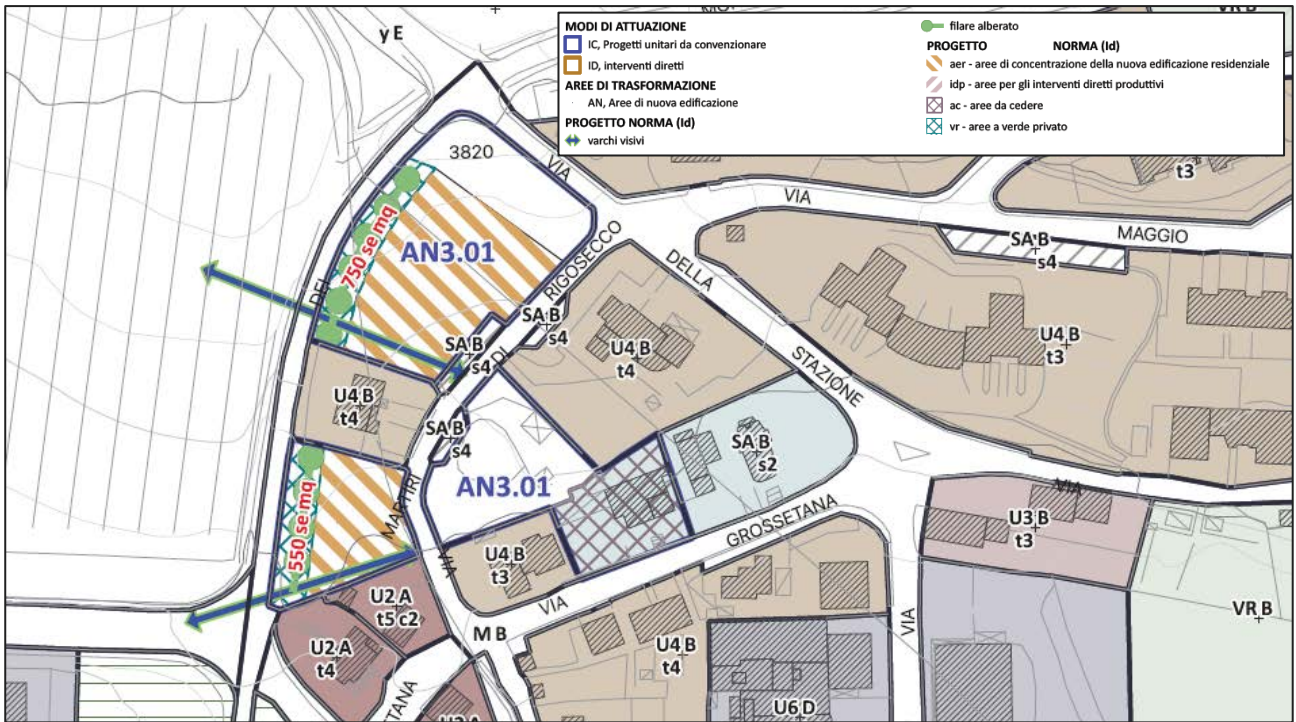 MODI DI ATTUAZIONE
IC, Progetti unitari da convenzionare
ID, interventi diretti
AREE DI TRASFORMAZIONE
AN, Aree di nuova edificazione
PROGETTO NORMA (Id)
varchi visivi
filare alberato
PROGETTO NORMA (Id)
aer - aree di concentrazione della nuova edificazione residenziale
idp - aree per gli interventi diretti produttivi
ac - aree da cedere
vr - aree a verde privato
y E
VR B
t3
3820
VIA
VIA
MAGGIO
SA B
s4
750 se mq
AN3.01
RIGOSECCO
DELLA
DEI
SA B
s4
SA B
s4
DI
U4 B
t4
U4 B
t3
STAZIONE
U4 B
t4
SA B
s4
SA B
s2
AN3.01
MARTIRI
550 se mq
GROSSETANA
VIA
U3 B
t3
VIA
U4 B
t3
VIA
U2 A
t5 c2
M B
U2 A
t4
U4 B
t4
VIA
VR B
U6 D